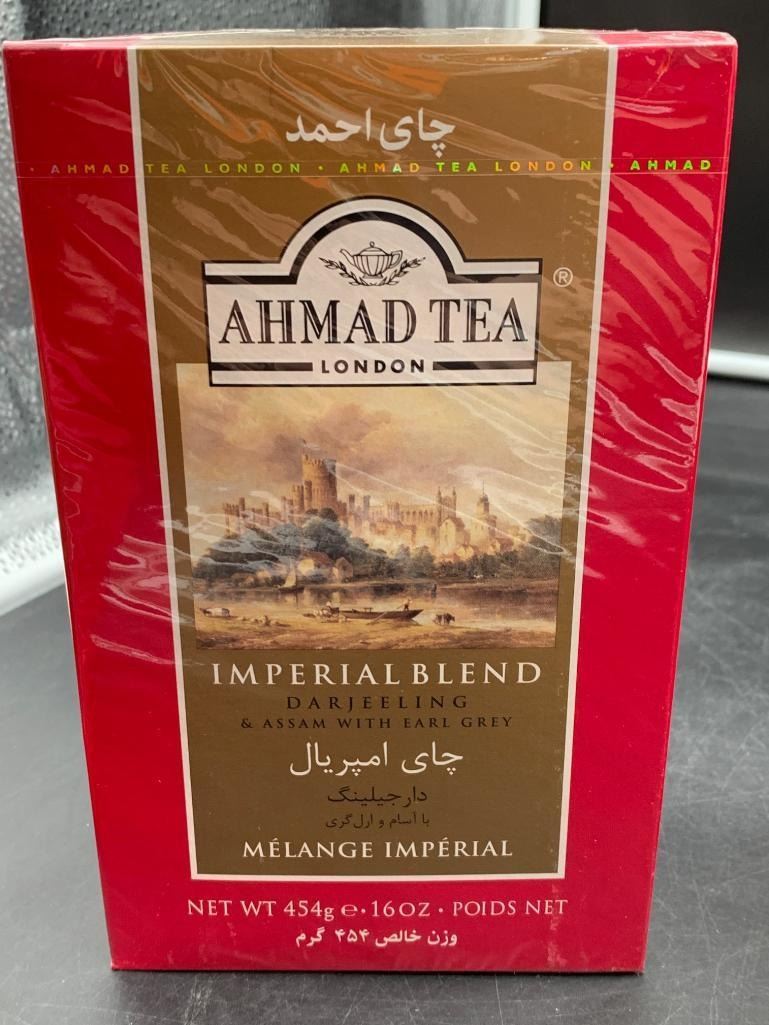 چای احمد
· AHMAD TEA LONDON · AHMAD TEA LONDON · AHMAD
AHMAD TEA ®
LONDON
IMPERIAL BLEND
DARJEELING
& ASSAM WITH EARL GREY
چای امپریال
دارجیلینگ
با آسام و ارل گری
MÉLANGE IMPÉRIAL
NET WT 454g ℮ · 16OZ · POIDS NET
وزن خالص ۴۵۴ گرم